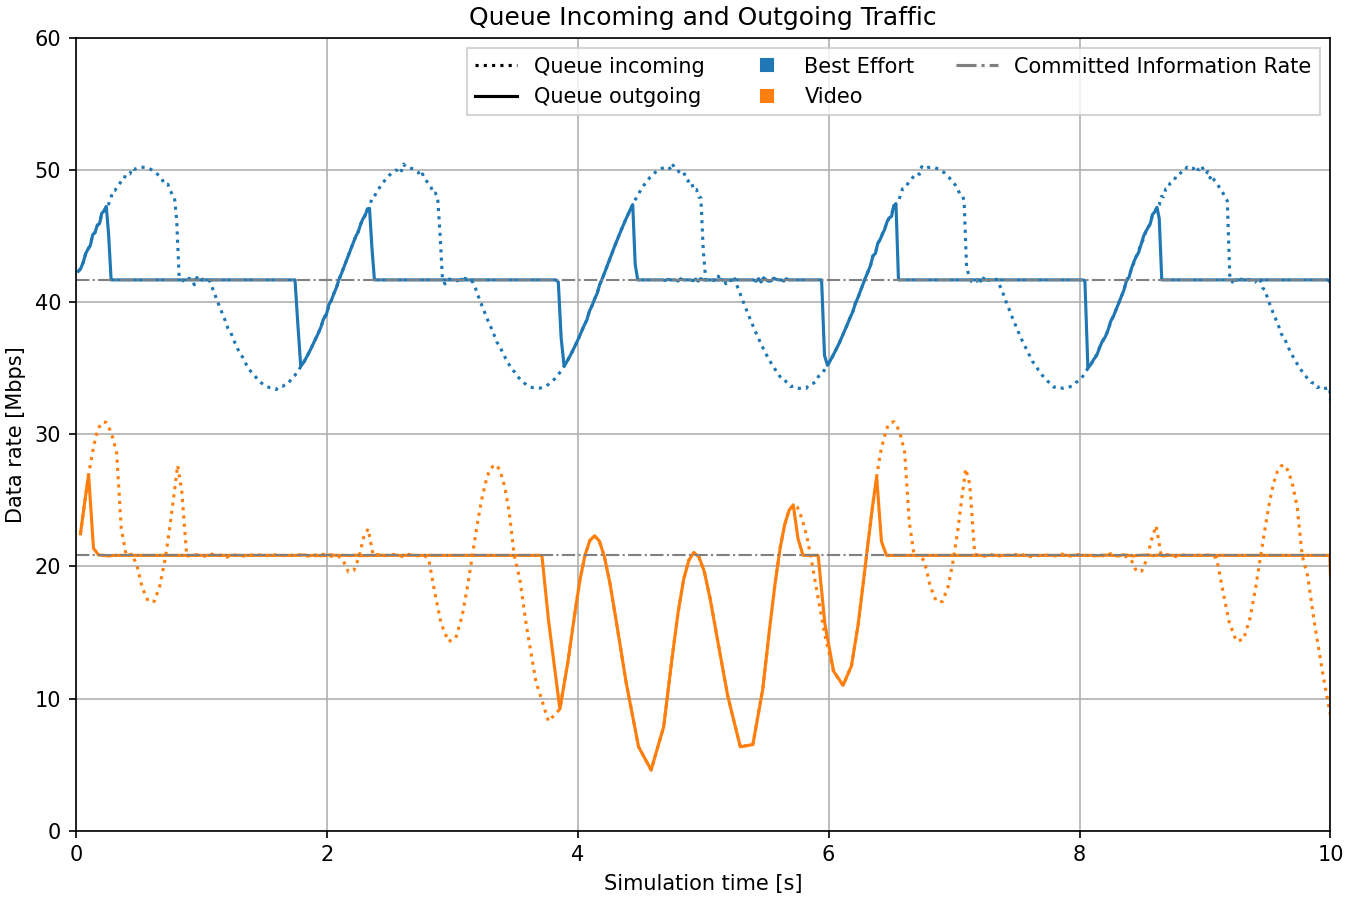 Queue Incoming and Outgoing Traffic
Queue incoming
Queue outgoing
Best Effort
Video
Committed Information Rate
60
50
40
30
20
10
0
Data rate [Mbps]
0 2 4 6 8 10
Simulation time [s]